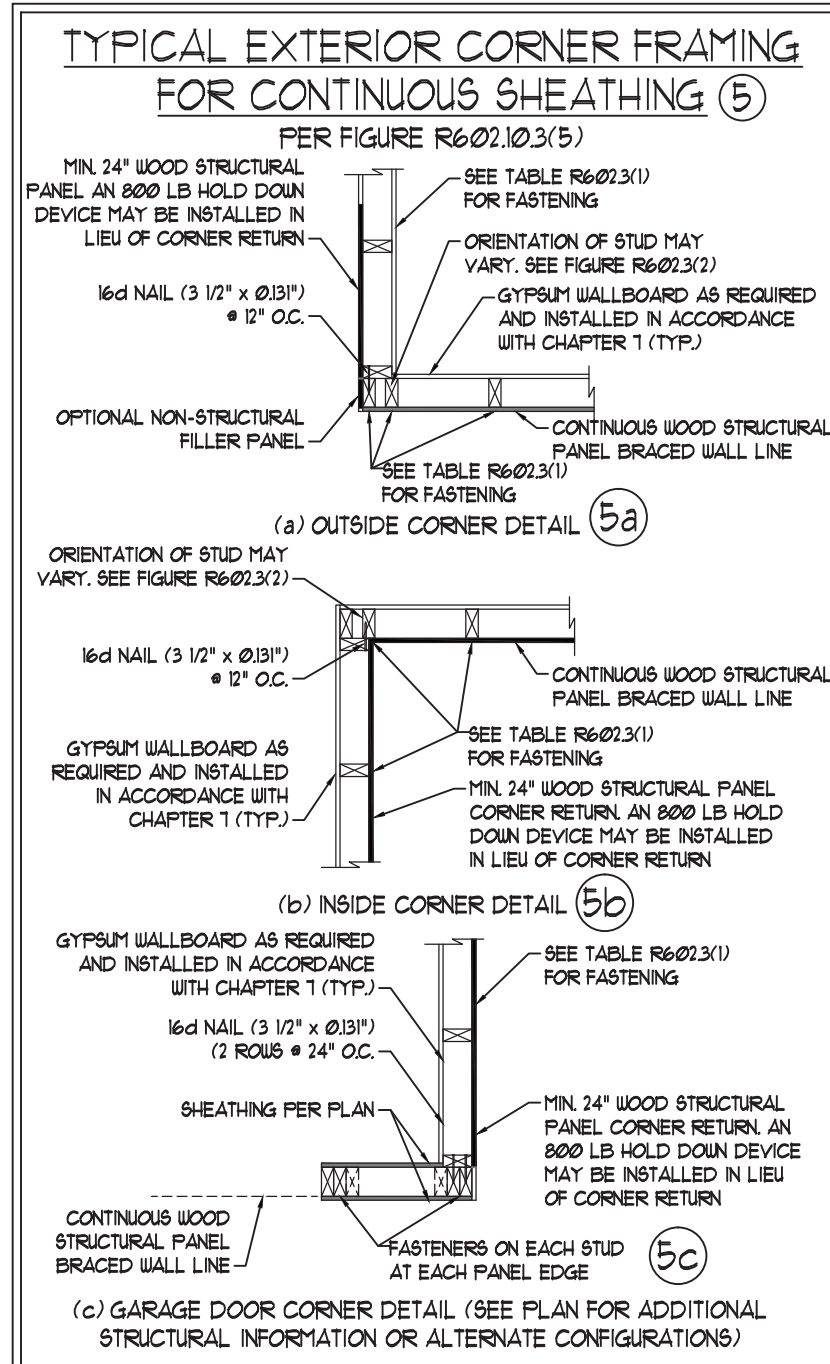 TYPICAL EXTERIOR CORNER FRAMING
FOR CONTINUOUS SHEATHING 5
PER FIGURE R602.10.3(5)
MIN. 24" WOOD STRUCTURAL
PANEL AN 800 LB HOLD DOWN
DEVICE MAY BE INSTALLED IN
LIEU OF CORNER RETURN
SEE TABLE R602.3(1)
FOR FASTENING
ORIENTATION OF STUD MAY
VARY. SEE FIGURE R602.3(2)
16d NAIL (3 1/2" x Ø.131")
@ 12" O.C.
GYPSUM WALLBOARD AS REQUIRED
AND INSTALLED IN ACCORDANCE
WITH CHAPTER 7 (TYP.)
OPTIONAL NON-STRUCTURAL
FILLER PANEL
CONTINUOUS WOOD STRUCTURAL
PANEL BRACED WALL LINE
SEE TABLE R602.3(1)
FOR FASTENING
(a) OUTSIDE CORNER DETAIL 5a
ORIENTATION OF STUD MAY
VARY. SEE FIGURE R602.3(2)
16d NAIL (3 1/2" x Ø.131")
@ 12" O.C.
CONTINUOUS WOOD STRUCTURAL
PANEL BRACED WALL LINE
GYPSUM WALLBOARD AS
REQUIRED AND INSTALLED
IN ACCORDANCE WITH
CHAPTER 7 (TYP.)
SEE TABLE R602.3(1)
FOR FASTENING
MIN. 24" WOOD STRUCTURAL PANEL
CORNER RETURN. AN 800 LB HOLD
DOWN DEVICE MAY BE INSTALLED
IN LIEU OF CORNER RETURN
(b) INSIDE CORNER DETAIL 5b
GYPSUM WALLBOARD AS REQUIRED
AND INSTALLED IN ACCORDANCE
WITH CHAPTER 7 (TYP.)
SEE TABLE R602.3(1)
FOR FASTENING
16d NAIL (3 1/2" x Ø.131")
(2 ROWS @ 24" O.C.
SHEATHING PER PLAN
MIN. 24" WOOD STRUCTURAL
PANEL CORNER RETURN. AN
800 LB HOLD DOWN DEVICE
MAY BE INSTALLED IN LIEU
OF CORNER RETURN
CONTINUOUS WOOD
STRUCTURAL PANEL
BRACED WALL LINE
FASTENERS ON EACH STUD
AT EACH PANEL EDGE
5c
(c) GARAGE DOOR CORNER DETAIL (SEE PLAN FOR ADDITIONAL
STRUCTURAL INFORMATION OR ALTERNATE CONFIGURATIONS)